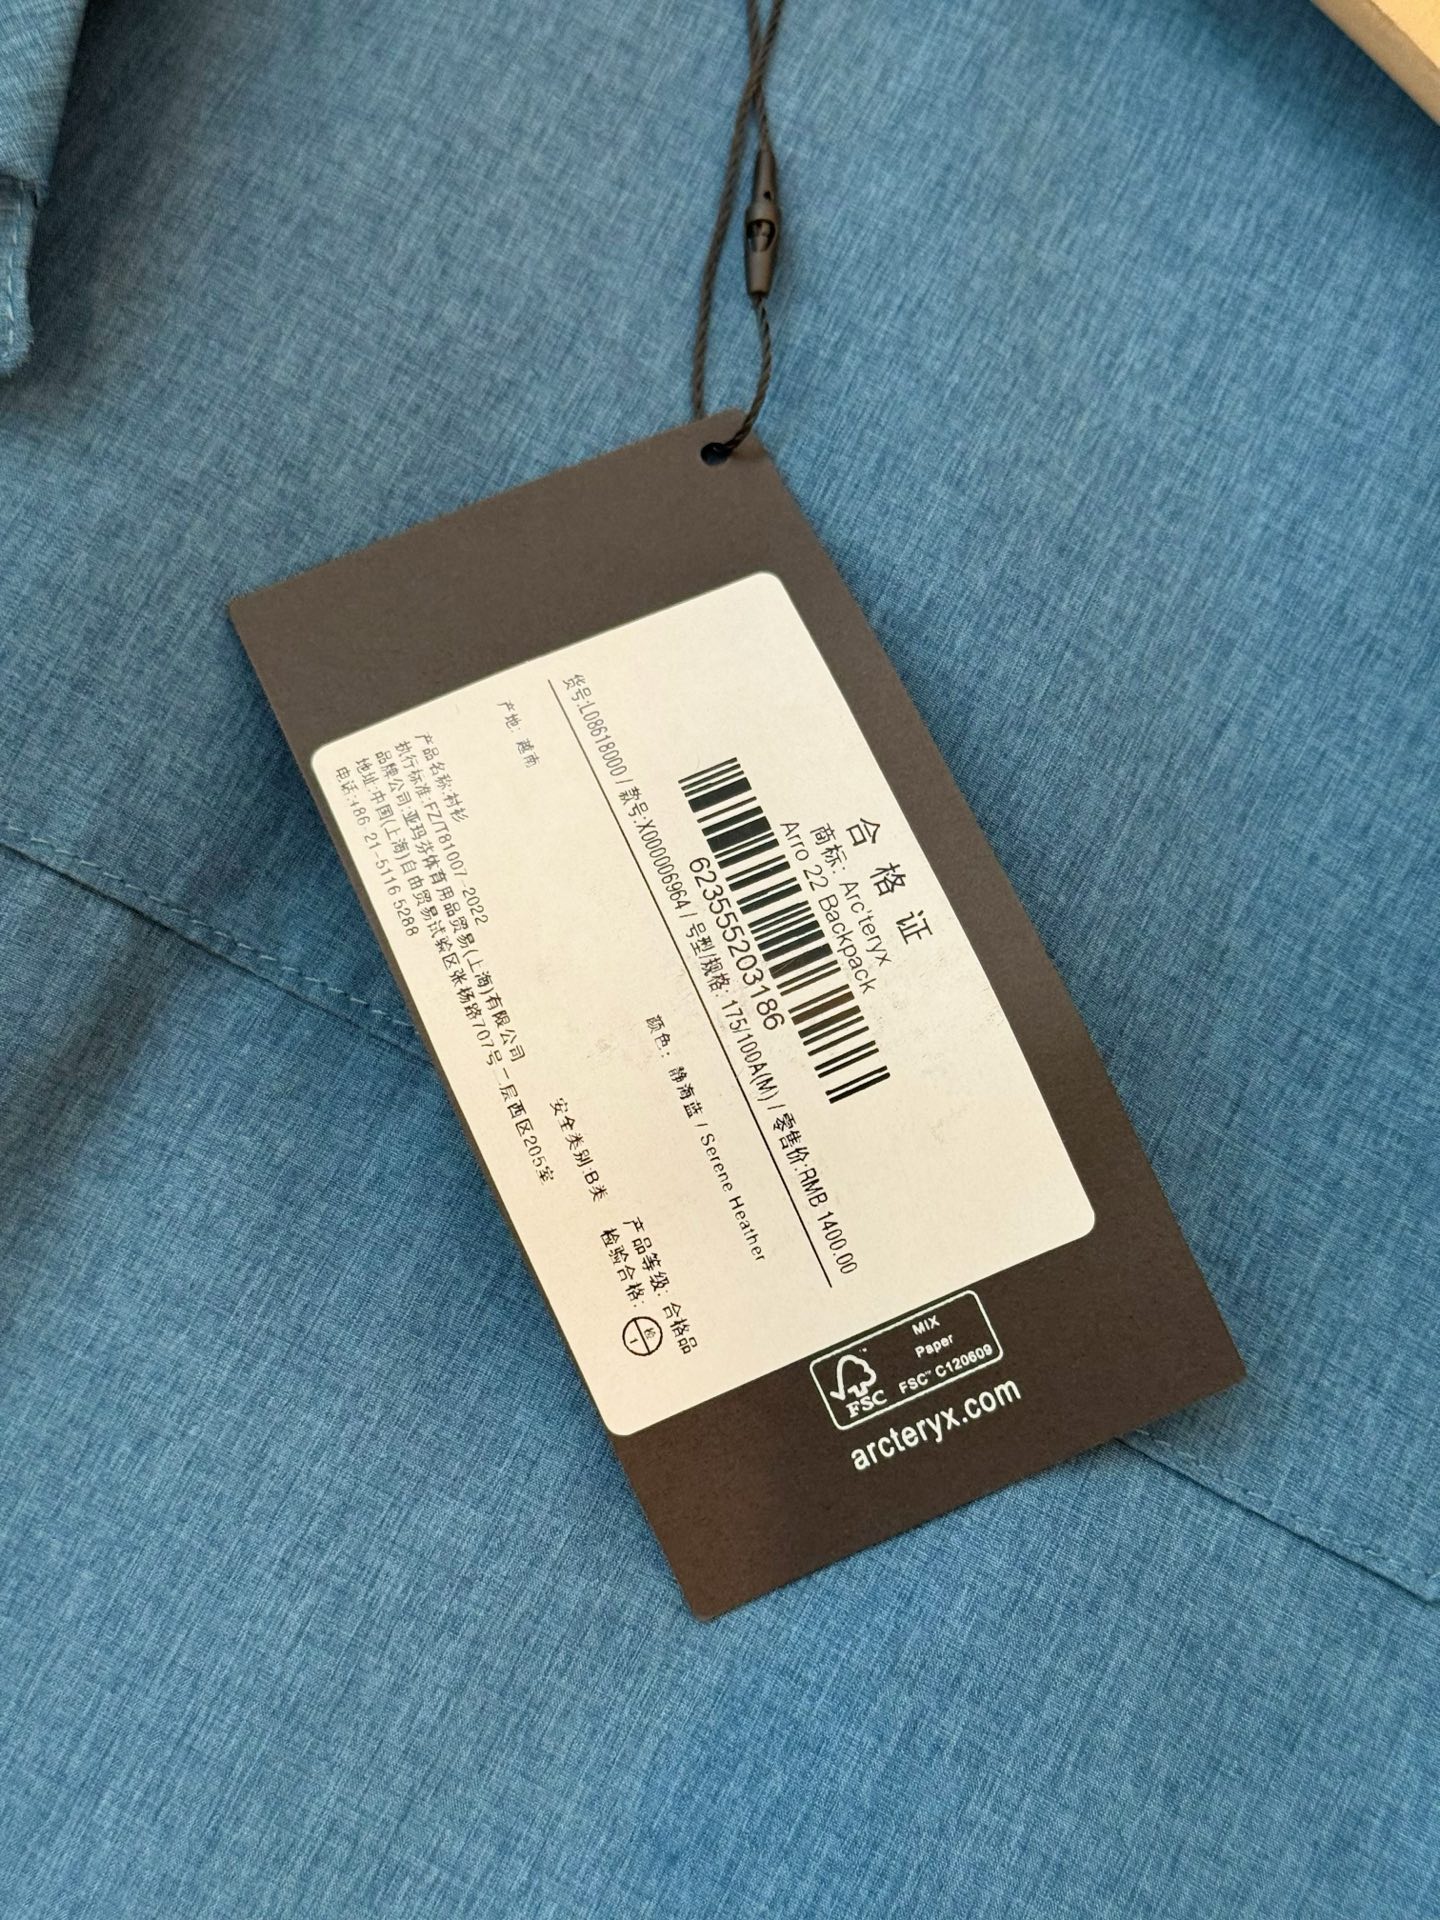 合格证
商标: Arc'teryx
Arro 22 Backpack
623555203186
货号:L08618000 / 款号:X000006964 / 号型/规格: 175/100A(M) / 零售价:RMB 1400.00
颜色: 静海蓝 / Serene Heather
产地: 越南
安全类别:B类
产品等级: 合格品
检验合格: 检 1
产品名称:衬衫
执行标准:FZ/T81007-2022
品牌公司:亚玛芬体育用品贸易(上海)有限公司
地址:中国(上海)自由贸易试验区张杨路707号二层西区205室
电话:+86-21-5116 5288
FSC
MIX
Paper
FSC™ C120609
arcteryx.com